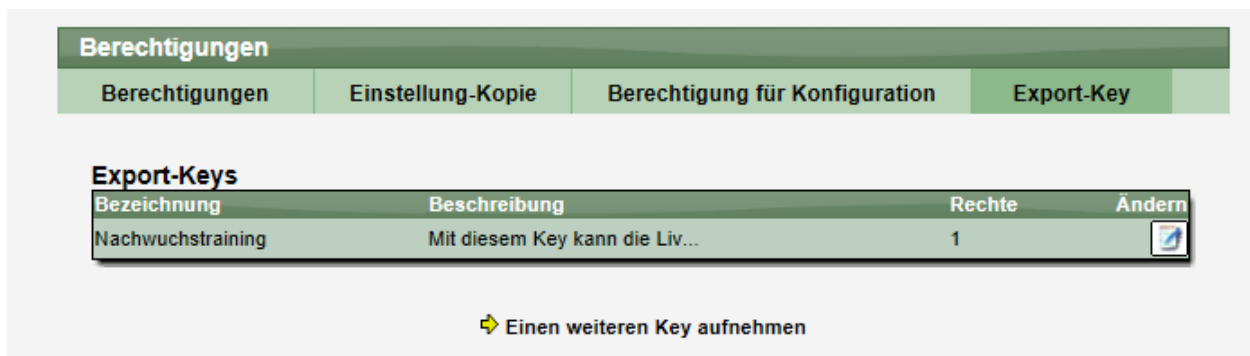 Berechtigungen
Berechtigungen Einstellung-Kopie Berechtigung für Konfiguration Export-Key
Export-Keys
Bezeichnung Beschreibung Rechte Ändern
Nachwuchstraining Mit diesem Key kann die Liv... 1
Einen weiteren Key aufnehmen